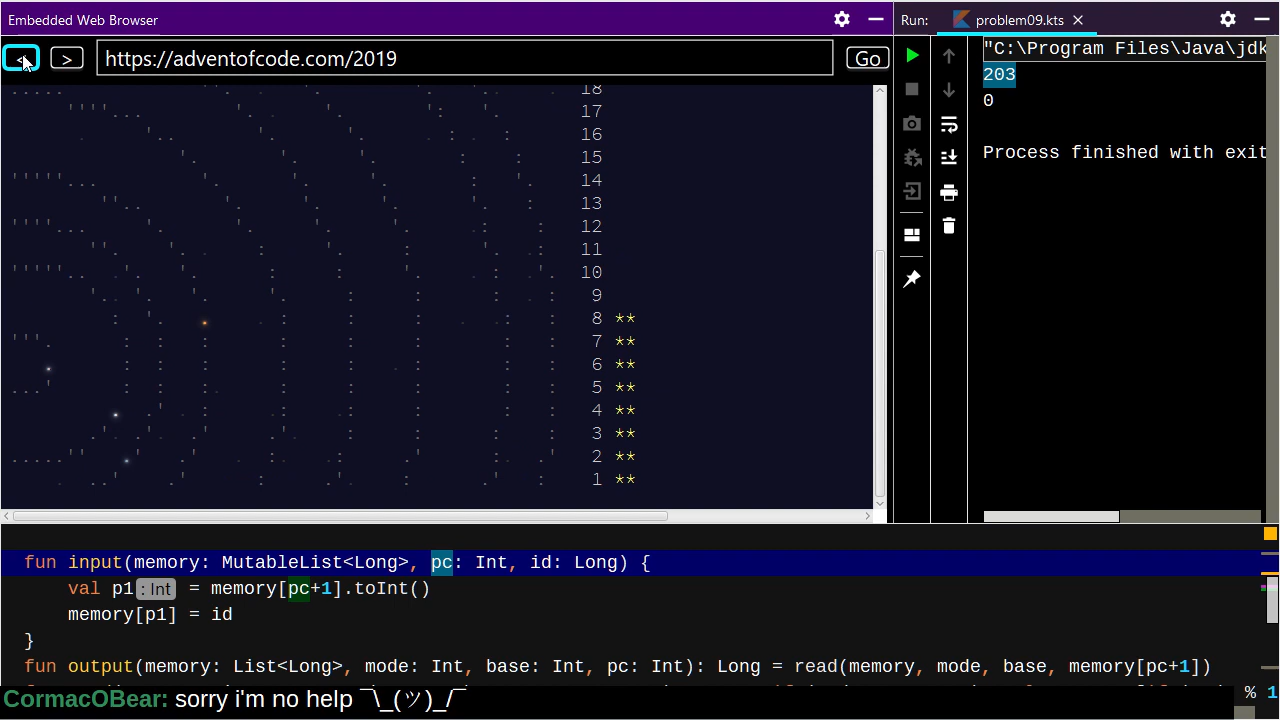 Embedded Web Browser
Run: problem09.kts
< > https://adventofcode.com/2019 Go
"C:\Program Files\Java\jdk
203
0
Process finished with exit
18
17
16
15
14
13
12
11
10
9
8 **
7 **
6 **
5 **
4 **
3 **
2 **
1 **
fun input(memory: MutableList<Long>, pc: Int, id: Long) {
val p1 : Int = memory[pc+1].toInt()
memory[p1] = id
}
fun output(memory: List<Long>, mode: Int, base: Int, pc: Int): Long = read(memory, mode, base, memory[pc+1])
CormacOBear: sorry i'm no help ¯\_(ツ)_/¯
% 1